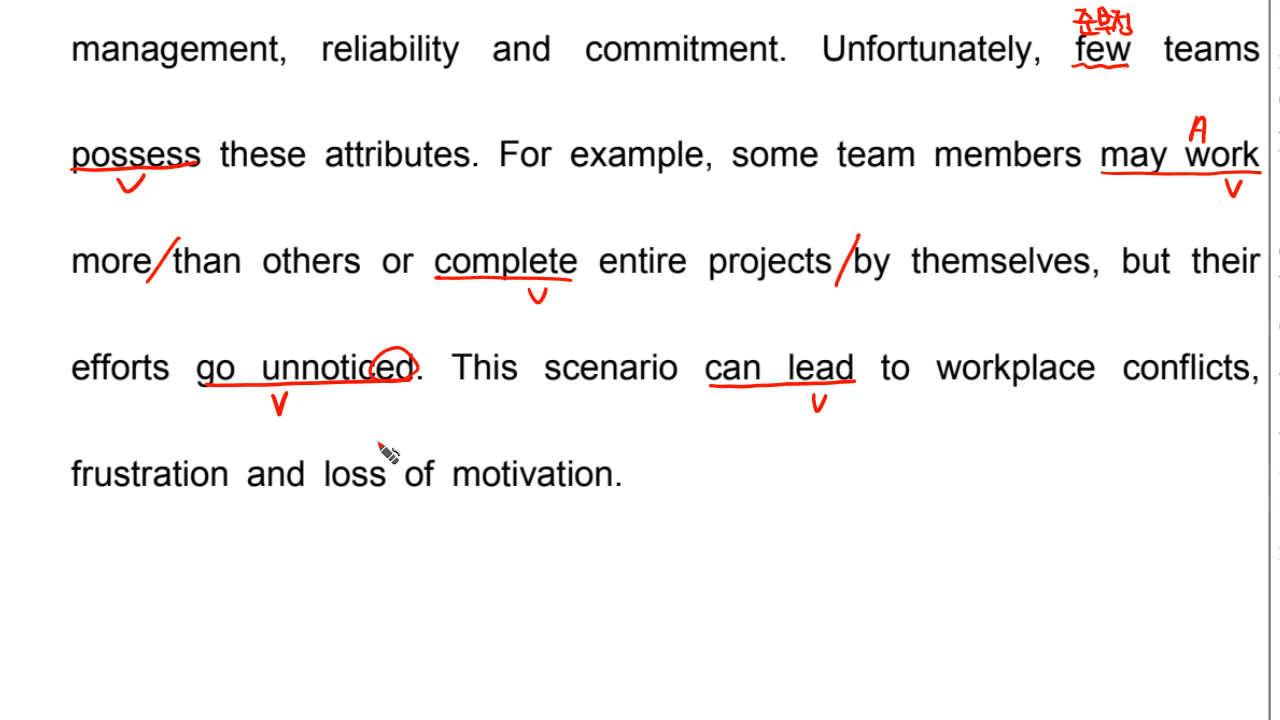 준부정
management, reliability and commitment. Unfortunately, few teams
A
possess these attributes. For example, some team members may work
V V
more/than others or complete entire projects/by themselves, but their
V
efforts go unnoticed. This scenario can lead to workplace conflicts,
V V
frustration and loss of motivation.